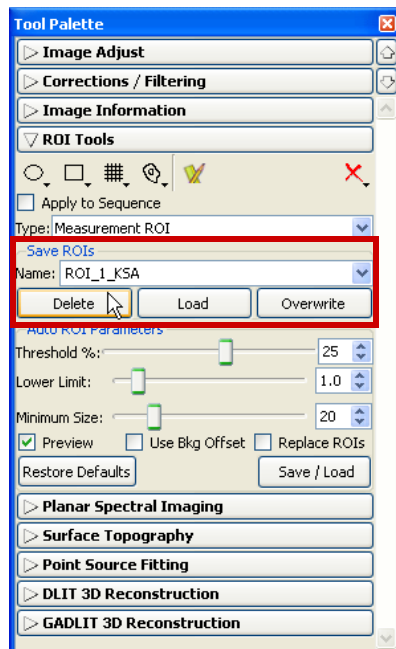 Tool Palette
Image Adjust
Corrections / Filtering
Image Information
ROI Tools
Apply to Sequence
Type: Measurement ROI
Save ROIs
Name: ROI_1_KSA
Delete Load Overwrite
Auto ROI Parameters
Threshold %: 25
Lower Limit: 1.0
Minimum Size: 20
Preview Use Bkg Offset Replace ROIs
Restore Defaults Save / Load
Planar Spectral Imaging
Surface Topography
Point Source Fitting
DLIT 3D Reconstruction
GADLIT 3D Reconstruction